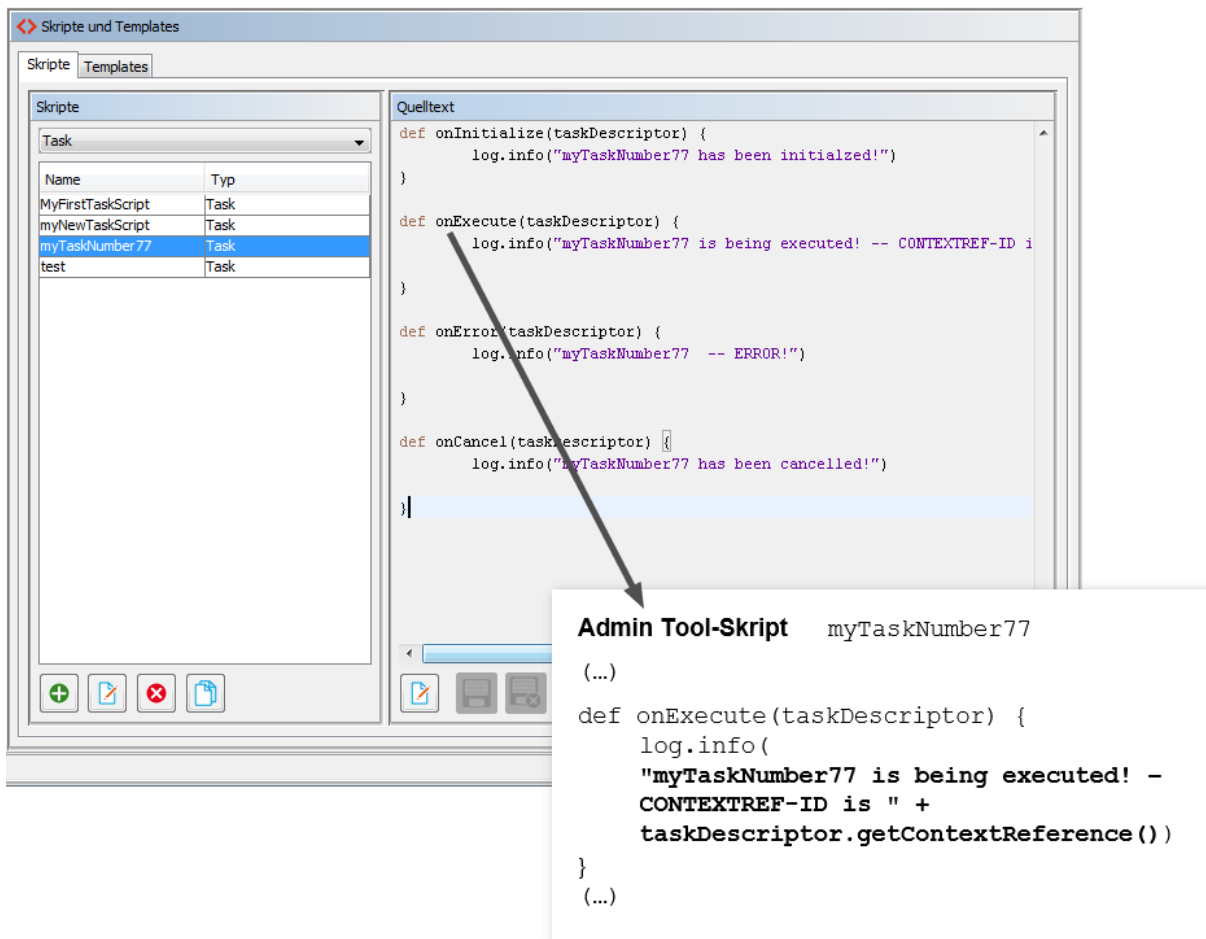 Skripte und Templates
Skripte Templates
Skripte
Task
Name Typ
MyFirstTaskScript Task
myNewTaskScript Task
myTaskNumber77 Task
test Task
Quelltext
def onInitialize(taskDescriptor) {
log.info("myTaskNumber77 has been initialzed!")
}
def onExecute(taskDescriptor) {
log.info("myTaskNumber77 is being executed! -- CONTEXTREF-ID i
}
def onError(taskDescriptor) {
log.info("myTaskNumber77 -- ERROR!")
}
def onCancel(taskDescriptor) {
log.info("myTaskNumber77 has been cancelled!")
}
Admin Tool-Skript myTaskNumber77
(…)
def onExecute(taskDescriptor) {
log.info(
"myTaskNumber77 is being executed! –
CONTEXTREF-ID is " +
taskDescriptor.getContextReference())
}
(…)